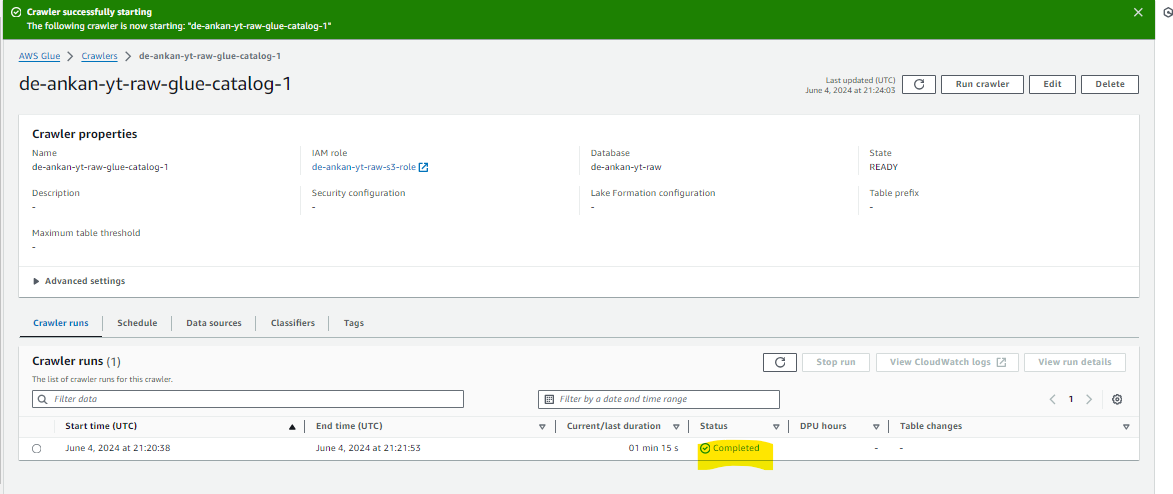 Crawler successfully starting
The following crawler is now starting: "de-ankan-yt-raw-glue-catalog-1"
AWS Glue > Crawlers > de-ankan-yt-raw-glue-catalog-1
de-ankan-yt-raw-glue-catalog-1
Last updated (UTC)
June 4, 2024 at 21:24:03
Run crawler Edit Delete
Crawler properties
Name IAM role Database State
de-ankan-yt-raw-glue-catalog-1 de-ankan-yt-raw-s3-role de-ankan-yt-raw READY
Description Security configuration Lake Formation configuration Table prefix
- - - -
Maximum table threshold
-
Advanced settings
Crawler runs Schedule Data sources Classifiers Tags
Crawler runs (1)
Stop run View CloudWatch logs View run details
The list of crawler runs for this crawler.
Filter data Filter by a date and time range 1
Start time (UTC) End time (UTC) Current/last duration Status DPU hours Table changes
June 4, 2024 at 21:20:38 June 4, 2024 at 21:21:53 01 min 15 s Completed - -